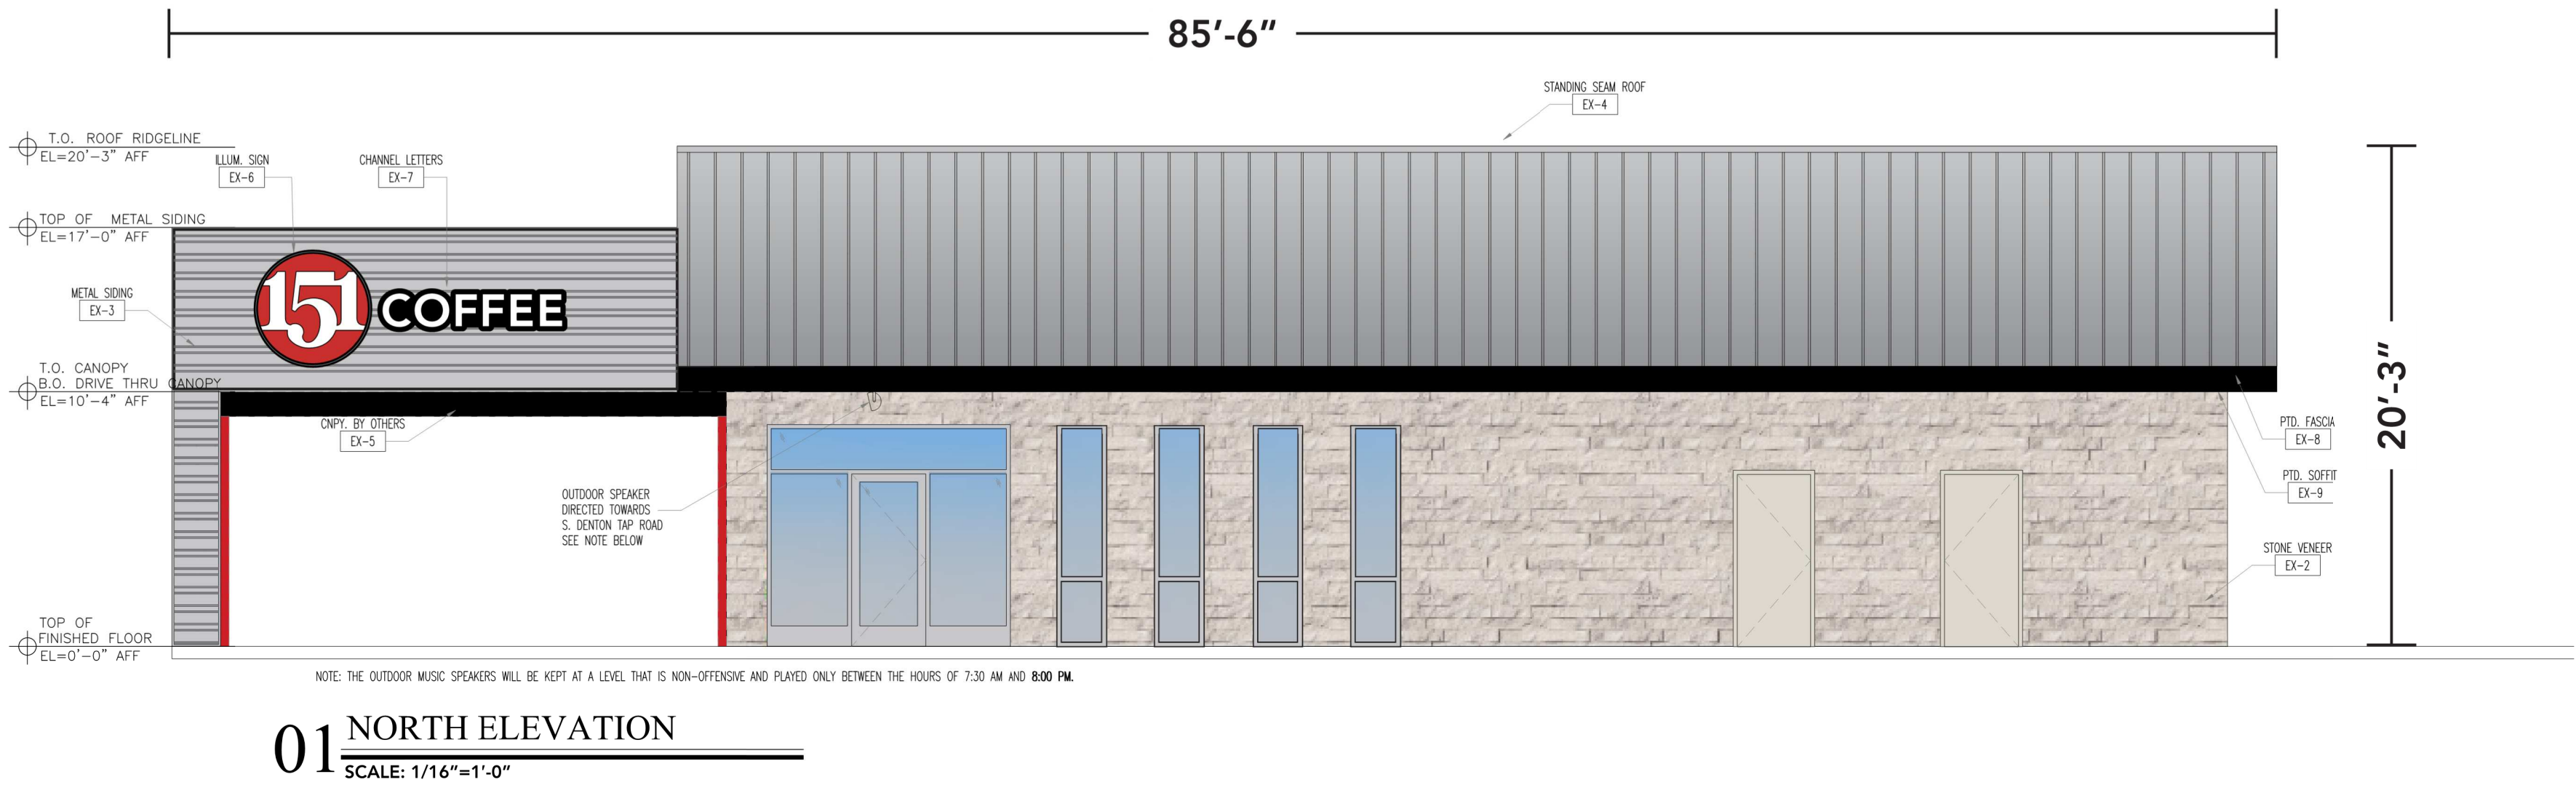 85'-6"
STANDING SEAM ROOF
EX-4
T.O. ROOF RIDGELINE
EL=20'-3" AFF
ILLUM. SIGN
EX-6
CHANNEL LETTERS
EX-7
TOP OF METAL SIDING
EL=17'-0" AFF
METAL SIDING
EX-3
151 COFFEE
T.O. CANOPY
B.O. DRIVE THRU CANOPY
EL=10'-4" AFF
CNPY. BY OTHERS
EX-5
20'-3"
PTD. FASCIA
EX-8
PTD. SOFFIT
EX-9
OUTDOOR SPEAKER
DIRECTED TOWARDS
S. DENTON TAP ROAD
SEE NOTE BELOW
STONE VENEER
EX-2
TOP OF
FINISHED FLOOR
EL=0'-0" AFF
NOTE: THE OUTDOOR MUSIC SPEAKERS WILL BE KEPT AT A LEVEL THAT IS NON-OFFENSIVE AND PLAYED ONLY BETWEEN THE HOURS OF 7:30 AM AND 8:00 PM.
01 NORTH ELEVATION
SCALE: 1/16"=1'-0"